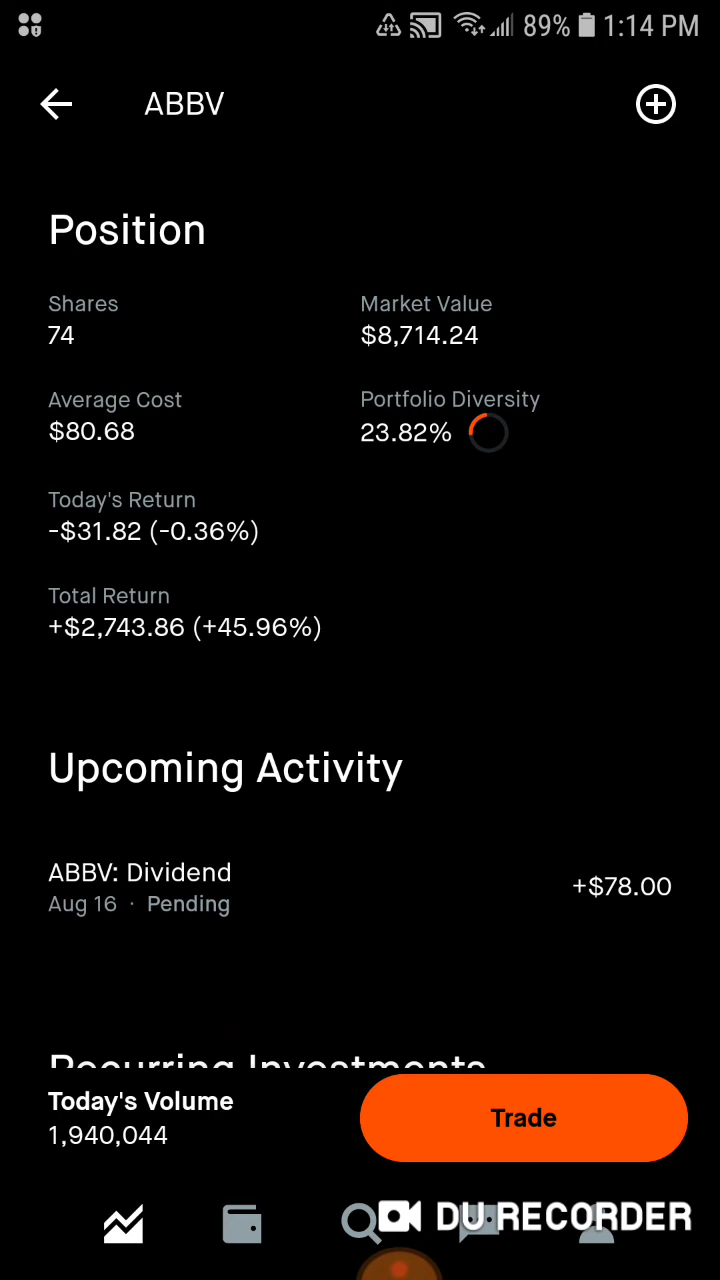 89% 1:14 PM
ABBV
Position
Shares
74
Market Value
$8,714.24
Average Cost
$80.68
Portfolio Diversity
23.82%
Today's Return
-$31.82 (-0.36%)
Total Return
+$2,743.86 (+45.96%)
Upcoming Activity
ABBV: Dividend
Aug 16 · Pending
+$78.00
Recurring Investments
Today's Volume
1,940,044
Trade
DU RECORDER